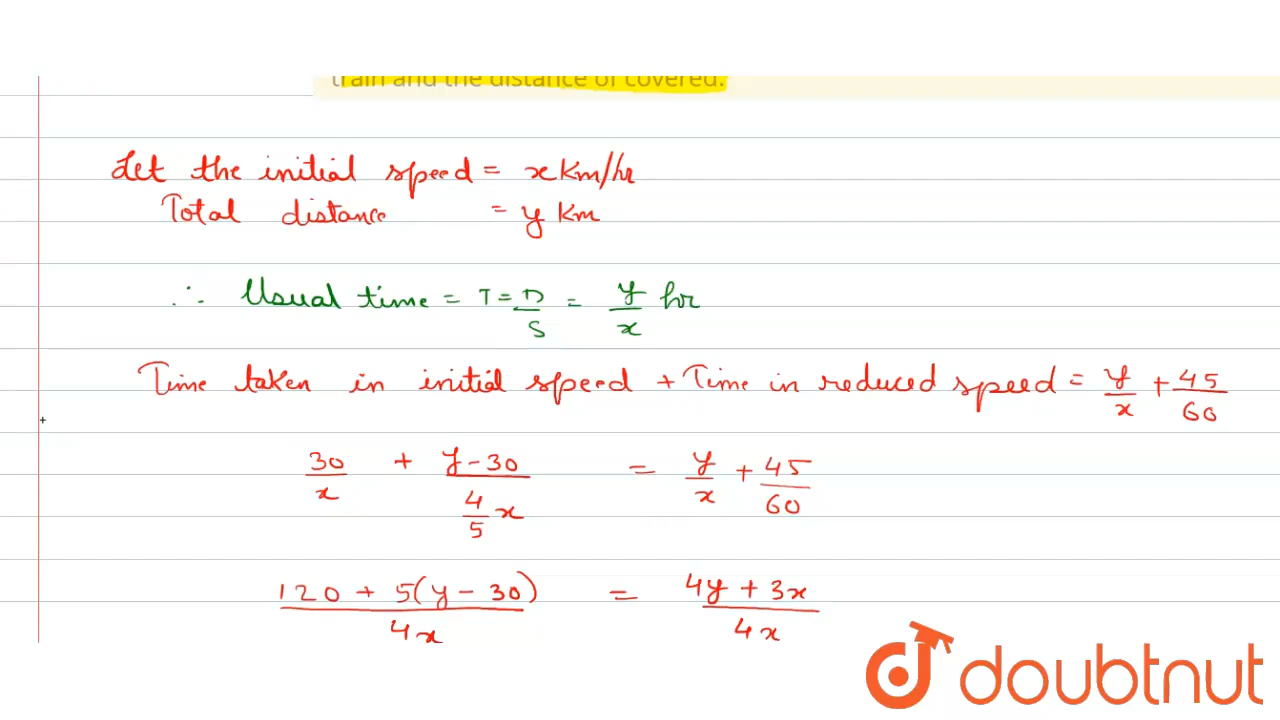 train and the distance of covered.
Let the initial speed = x Km/hr
Total distance = y Km
∴ Usual time = T = D/S = y/x hr
Time taken in initial speed + Time in reduced speed = y/x + 45/60
30/x + (y - 30)/(4/5 x) = y/x + 45/60
(120 + 5(y - 30))/4x = (4y + 3x)/4x
doubtnut